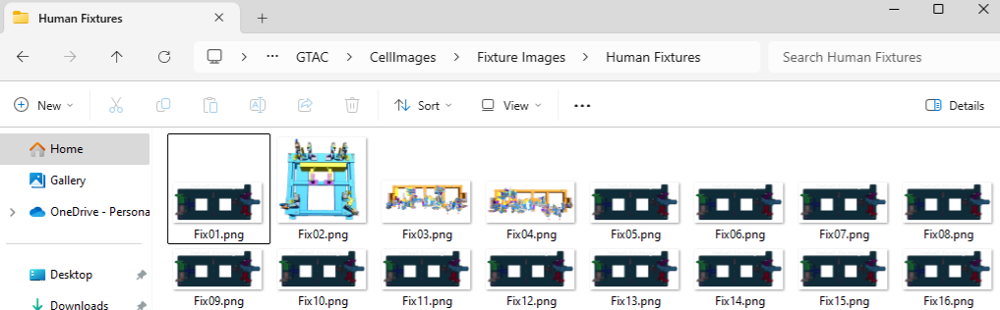 Human Fixtures
GTAC > CellImages > Fixture Images > Human Fixtures
Search Human Fixtures
New
Sort
View
Details
Home
Gallery
OneDrive - Persona
Desktop
Downloads
Fix01.png Fix02.png Fix03.png Fix04.png Fix05.png Fix06.png Fix07.png Fix08.png
Fix09.png Fix10.png Fix11.png Fix12.png Fix13.png Fix14.png Fix15.png Fix16.png